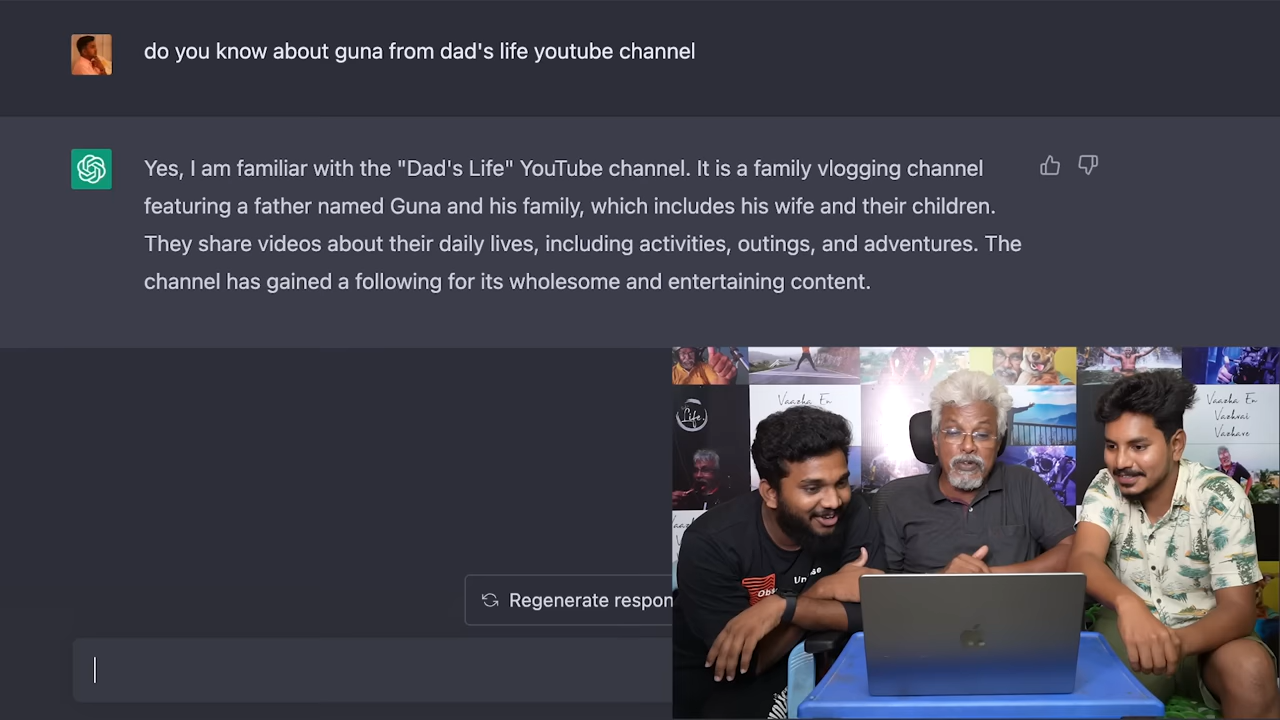 do you know about guna from dad's life youtube channel
Yes, I am familiar with the "Dad's Life" YouTube channel. It is a family vlogging channel
featuring a father named Guna and his family, which includes his wife and their children.
They share videos about their daily lives, including activities, outings, and adventures. The
channel has gained a following for its wholesome and entertaining content.
Life.
Vaazha En
Vaazha En
Vazhvai
Vazhave
Regenerate respon